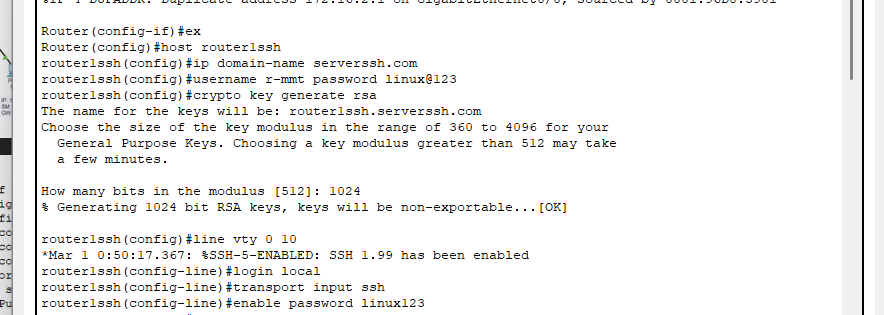 Router(config-if)#ex
Router(config)#host router1ssh
router1ssh(config)#ip domain-name serverssh.com
router1ssh(config)#username r-mmt password linux@123
router1ssh(config)#crypto key generate rsa
The name for the keys will be: router1ssh.serverssh.com
Choose the size of the key modulus in the range of 360 to 4096 for your
General Purpose Keys. Choosing a key modulus greater than 512 may take
a few minutes.
How many bits in the modulus [512]: 1024
% Generating 1024 bit RSA keys, keys will be non-exportable...[OK]
router1ssh(config)#line vty 0 10
*Mar 1 0:50:17.367: %SSH-5-ENABLED: SSH 1.99 has been enabled
router1ssh(config-line)#login local
router1ssh(config-line)#transport input ssh
router1ssh(config-line)#enable password linux123